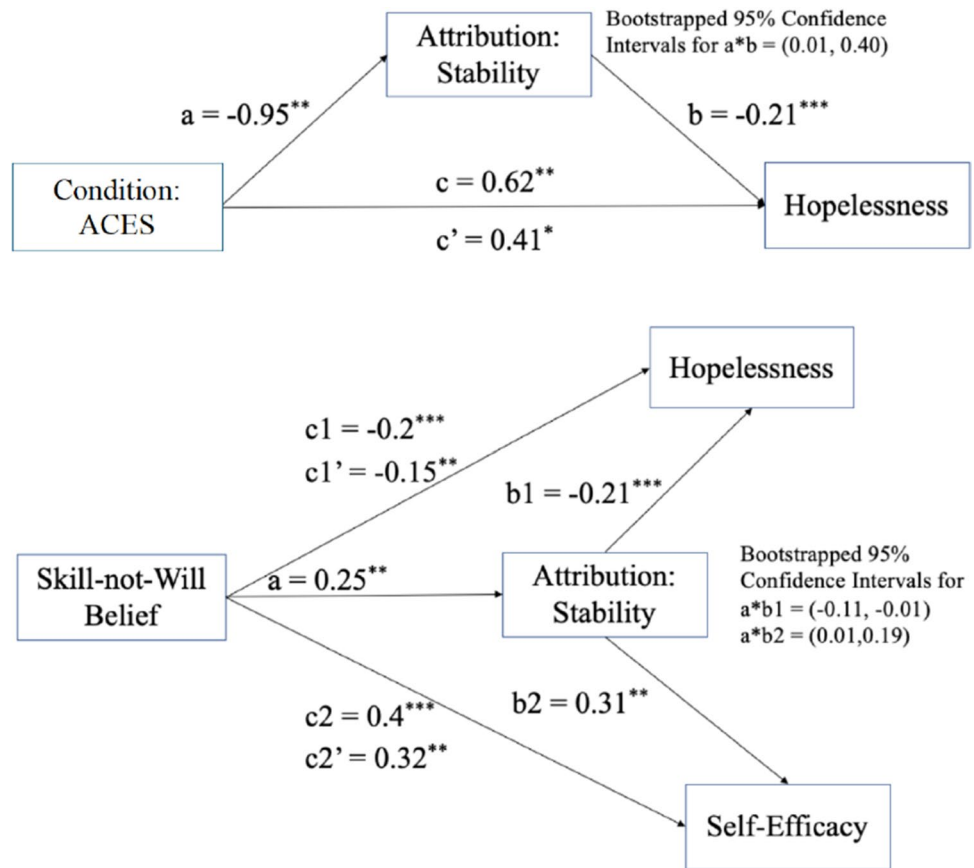 Attribution:
Stability
Bootstrapped 95% Confidence
Intervals for a*b = (0.01, 0.40)
a = -0.95**
b = -0.21***
Condition:
ACES
c = 0.62**
c’ = 0.41*
Hopelessness
Hopelessness
c1 = -0.2***
c1’ = -0.15**
b1 = -0.21***
Skill-not-Will
Belief
a = 0.25**
Attribution:
Stability
Bootstrapped 95%
Confidence Intervals for
a*b1 = (-0.11, -0.01)
a*b2 = (0.01,0.19)
c2 = 0.4***
c2’ = 0.32**
b2 = 0.31**
Self-Efficacy